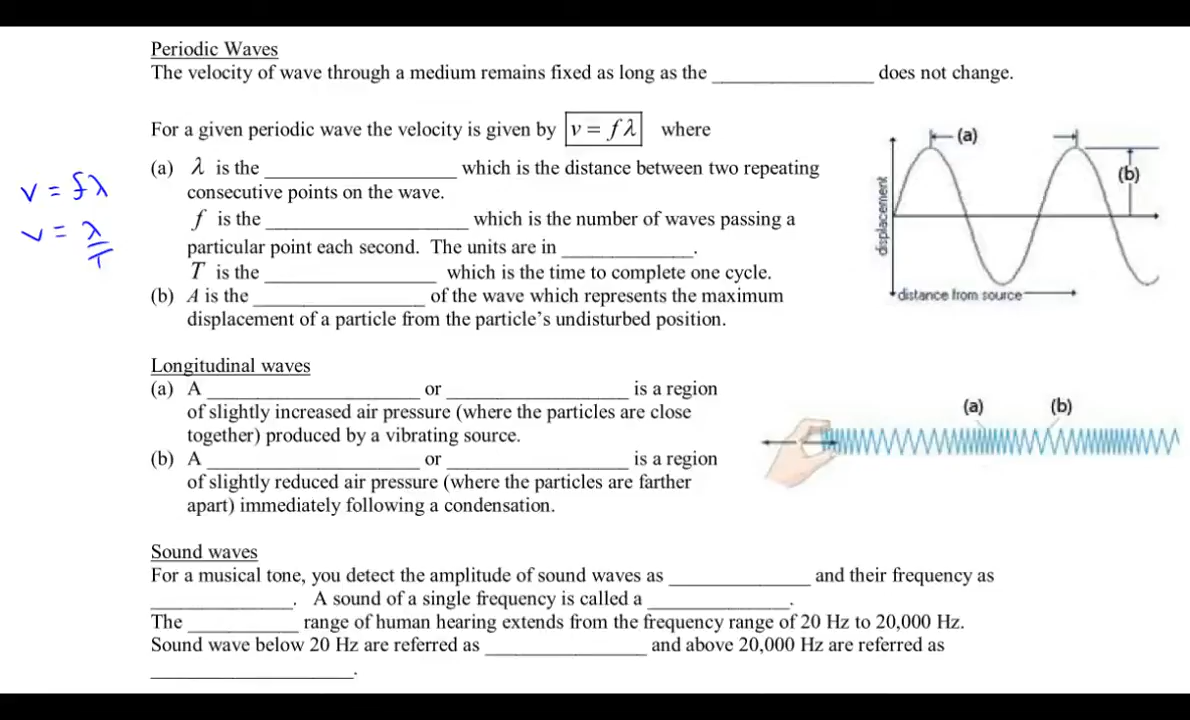 Periodic Waves
The velocity of wave through a medium remains fixed as long as the ________________ does not change.
For a given periodic wave the velocity is given by v = fλ where
(a) λ is the ___________________ which is the distance between two repeating
consecutive points on the wave.
f is the ____________________ which is the number of waves passing a
particular point each second. The units are in _____________.
T is the _________________ which is the time to complete one cycle.
(b) A is the _________________ of the wave which represents the maximum
displacement of a particle from the particle's undisturbed position.
v = fλ
v = λ/T
(a)
(b)
displacement
distance from source
Longitudinal waves
(a) A _____________________ or __________________ is a region
of slightly increased air pressure (where the particles are close
together) produced by a vibrating source.
(b) A _____________________ or __________________ is a region
of slightly reduced air pressure (where the particles are farther
apart) immediately following a condensation.
(a) (b)
Sound waves
For a musical tone, you detect the amplitude of sound waves as ______________ and their frequency as
______________. A sound of a single frequency is called a ______________.
The ___________ range of human hearing extends from the frequency range of 20 Hz to 20,000 Hz.
Sound wave below 20 Hz are referred as ________________ and above 20,000 Hz are referred as
____________________.